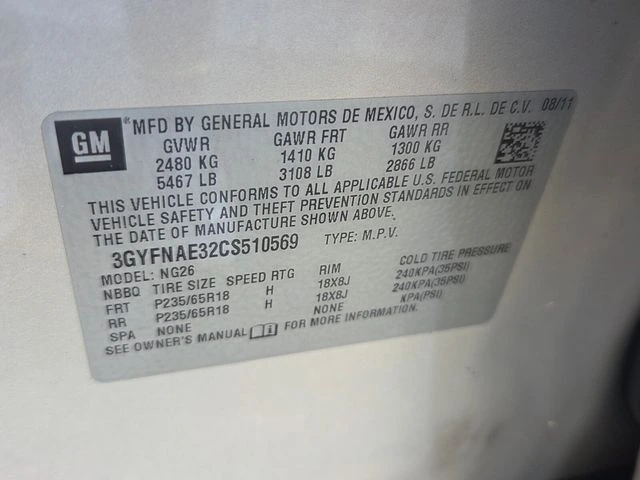 GM
*MFD BY GENERAL MOTORS DE MEXICO, S. DE R.L. DE C.V. 08/11
GVWR GAWR FRT GAWR RR
2480 KG 1410 KG 1300 KG
5467 LB 3108 LB 2866 LB
THIS VEHICLE CONFORMS TO ALL APPLICABLE U.S. FEDERAL MOTOR
VEHICLE SAFETY AND THEFT PREVENTION STANDARDS IN EFFECT ON
THE DATE OF MANUFACTURE SHOWN ABOVE.
3GYFNAE32CS510569 TYPE: M.P.V.
MODEL: NG26
NBBQ TIRE SIZE SPEED RTG RIM COLD TIRE PRESSURE
FRT P235/65R18 H 18X8J 240KPA(35PSI)
RR P235/65R18 H 18X8J 240KPA(35PSI)
SPA NONE NONE KPA(PSI)
SEE OWNER'S MANUAL FOR MORE INFORMATION.